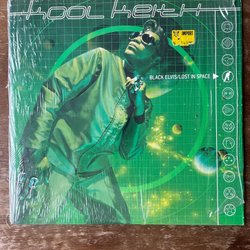 Kool Keith
BLACK ELVIS/LOST IN SPACE
IMPORT